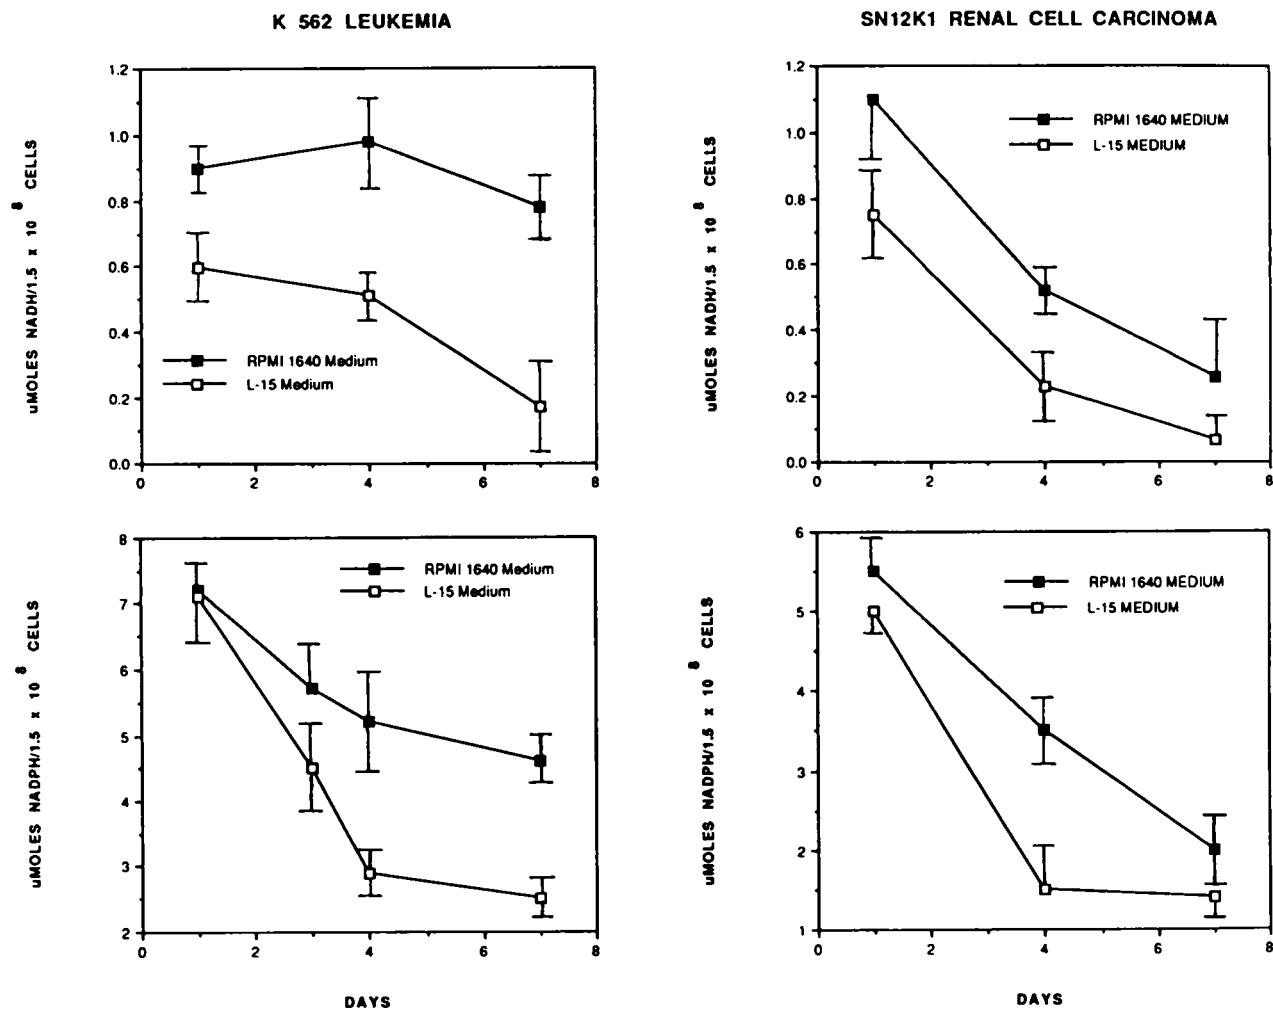 K 562 LEUKEMIA
SN12K1 RENAL CELL CARCINOMA
uMOLES NADH/1.5 x 10 8 CELLS
1.2
1.0
0.8
0.6
0.4
0.2
0.0
RPMI 1640 Medium
L-15 Medium
0 2 4 6 8
uMOLES NADH/1.5 x 10 8 CELLS
1.2
1.0
0.8
0.6
0.4
0.2
0.0
RPMI 1640 MEDIUM
L-15 MEDIUM
0 2 4 6 8
uMOLES NADPH/1.5 x 10 8 CELLS
8
7
6
5
4
3
2
RPMI 1640 Medium
L-15 Medium
0 2 4 6 8
DAYS
uMOLES NADPH/1.5 x 10 8 CELLS
6
5
4
3
2
1
RPMI 1640 MEDIUM
L-15 MEDIUM
0 2 4 6 8
DAYS